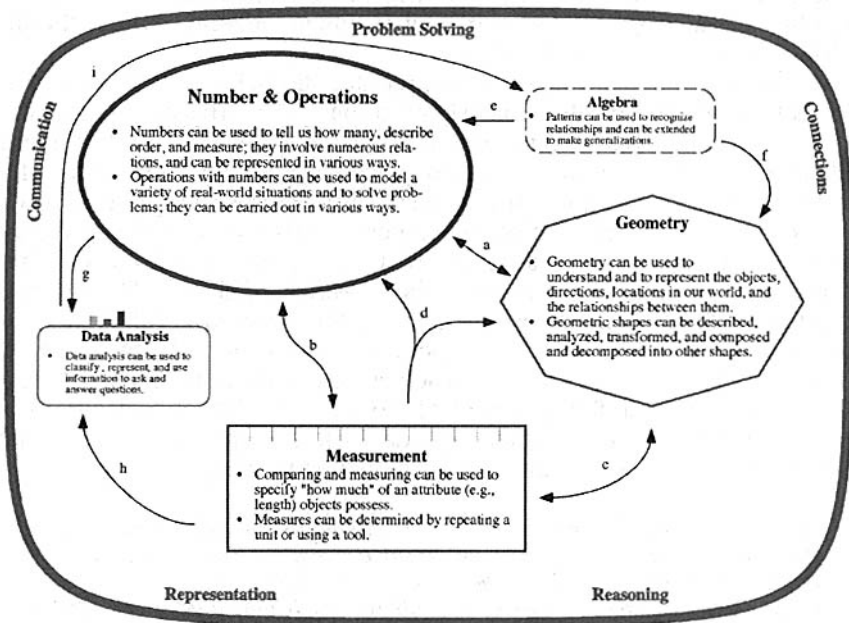 Problem Solving
i
Communication
Connections
Number & Operations
• Numbers can be used to tell us how many, describe
order, and measure; they involve numerous rela-
tions, and can be represented in various ways.
• Operations with numbers can be used to model a
variety of real-world situations and to solve prob-
lems; they can be carried out in various ways.
e
Algebra
• Patterns can be used to recognize
relationships and can be extended
to make generalizations.
f
a
Geometry
• Geometry can be used to
understand and to represent the objects,
directions, locations in our world, and
the relationships between them.
• Geometric shapes can be described,
analyzed, transformed, and composed
and decomposed into other shapes.
g
d
b
Data Analysis
• Data analysis can be used to
classify, represent, and use
information to ask and
answer questions.
h
c
Measurement
• Comparing and measuring can be used to
specify "how much" of an attribute (e.g.,
length) objects possess.
• Measures can be determined by repeating a
unit or using a tool.
Representation
Reasoning